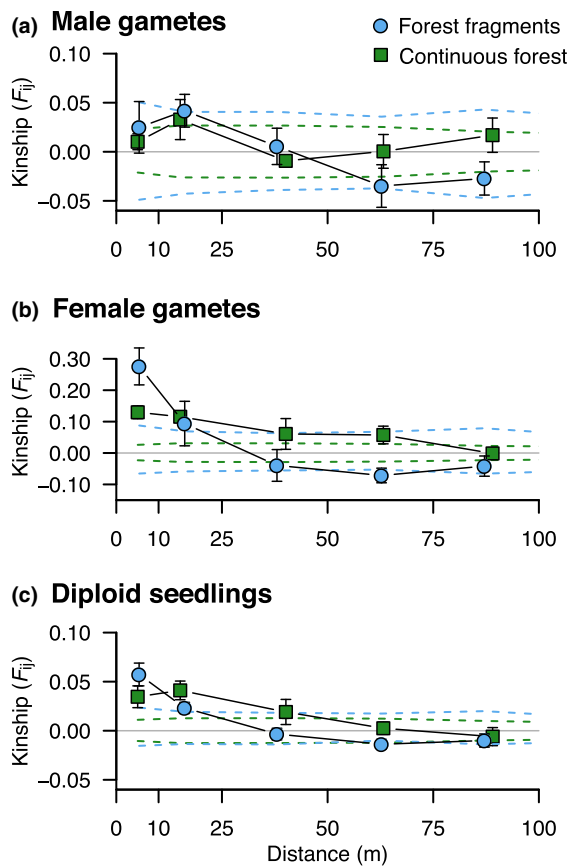 (a) Male gametes
Forest fragments
Continuous forest
Kinship (Fij)
0.10
0.05
0.00
−0.05
0 10 25 50 75 100
(b) Female gametes
Kinship (Fij)
0.30
0.20
0.10
0.00
−0.10
0 10 25 50 75 100
(c) Diploid seedlings
Kinship (Fij)
0.10
0.05
0.00
−0.05
0 10 25 50 75 100
Distance (m)